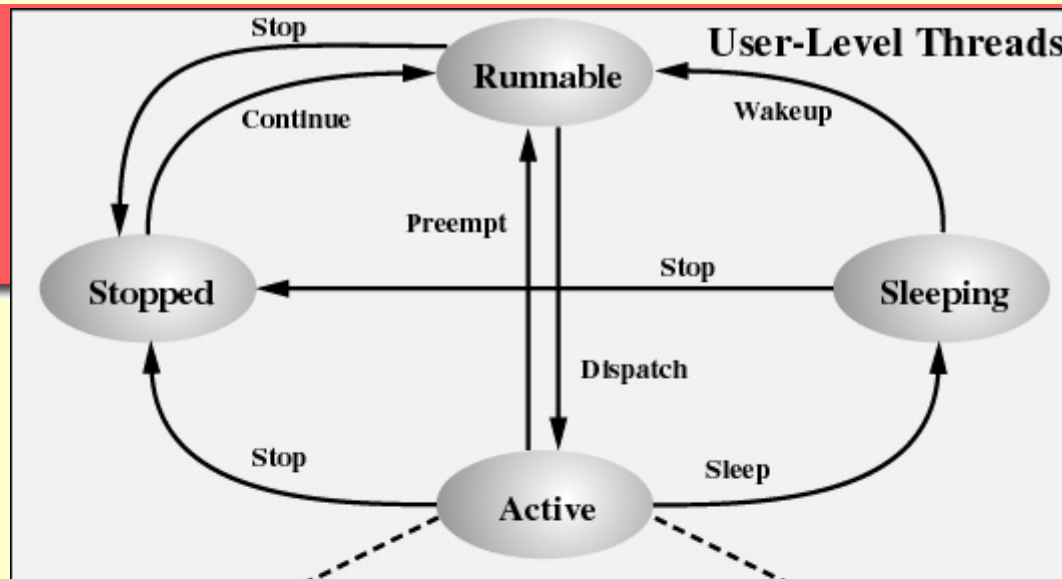 Stop
User-Level Threads
Runnable
Continue
Wakeup
Preempt
Stop
Stopped
Sleeping
Dispatch
Stop
Sleep
Active